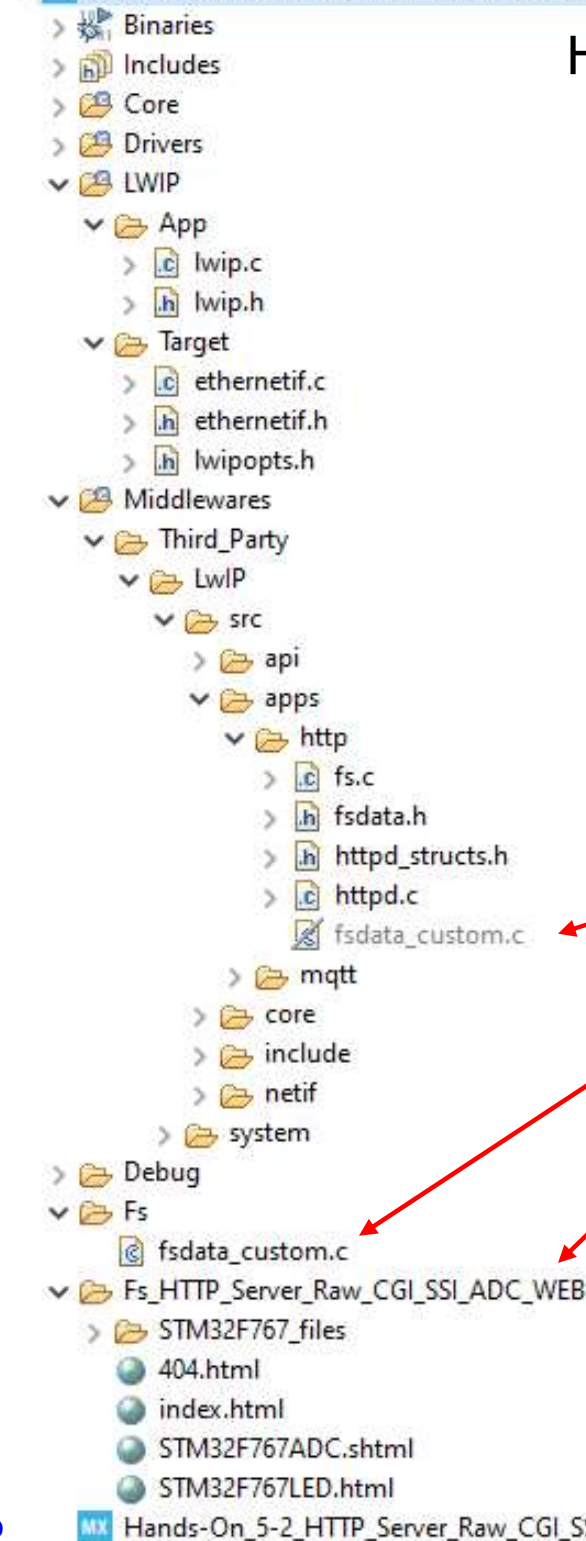 Binaries
H
Includes
Core
Drivers
LWIP
App
lwip.c
lwip.h
Target
ethernetif.c
ethernetif.h
lwipopts.h
Middlewares
Third_Party
LwIP
src
api
apps
http
fs.c
fsdata.h
httpd_structs.h
httpd.c
fsdata_custom.c
mqtt
core
include
netif
system
Debug
Fs
fsdata_custom.c
Fs_HTTP_Server_Raw_CGI_SSI_ADC_WEB
STM32F767_files
404.html
index.html
STM32F767ADC.shtml
STM32F767LED.html
MX Hands-On_5-2_HTTP_Server_Raw_CGI_S